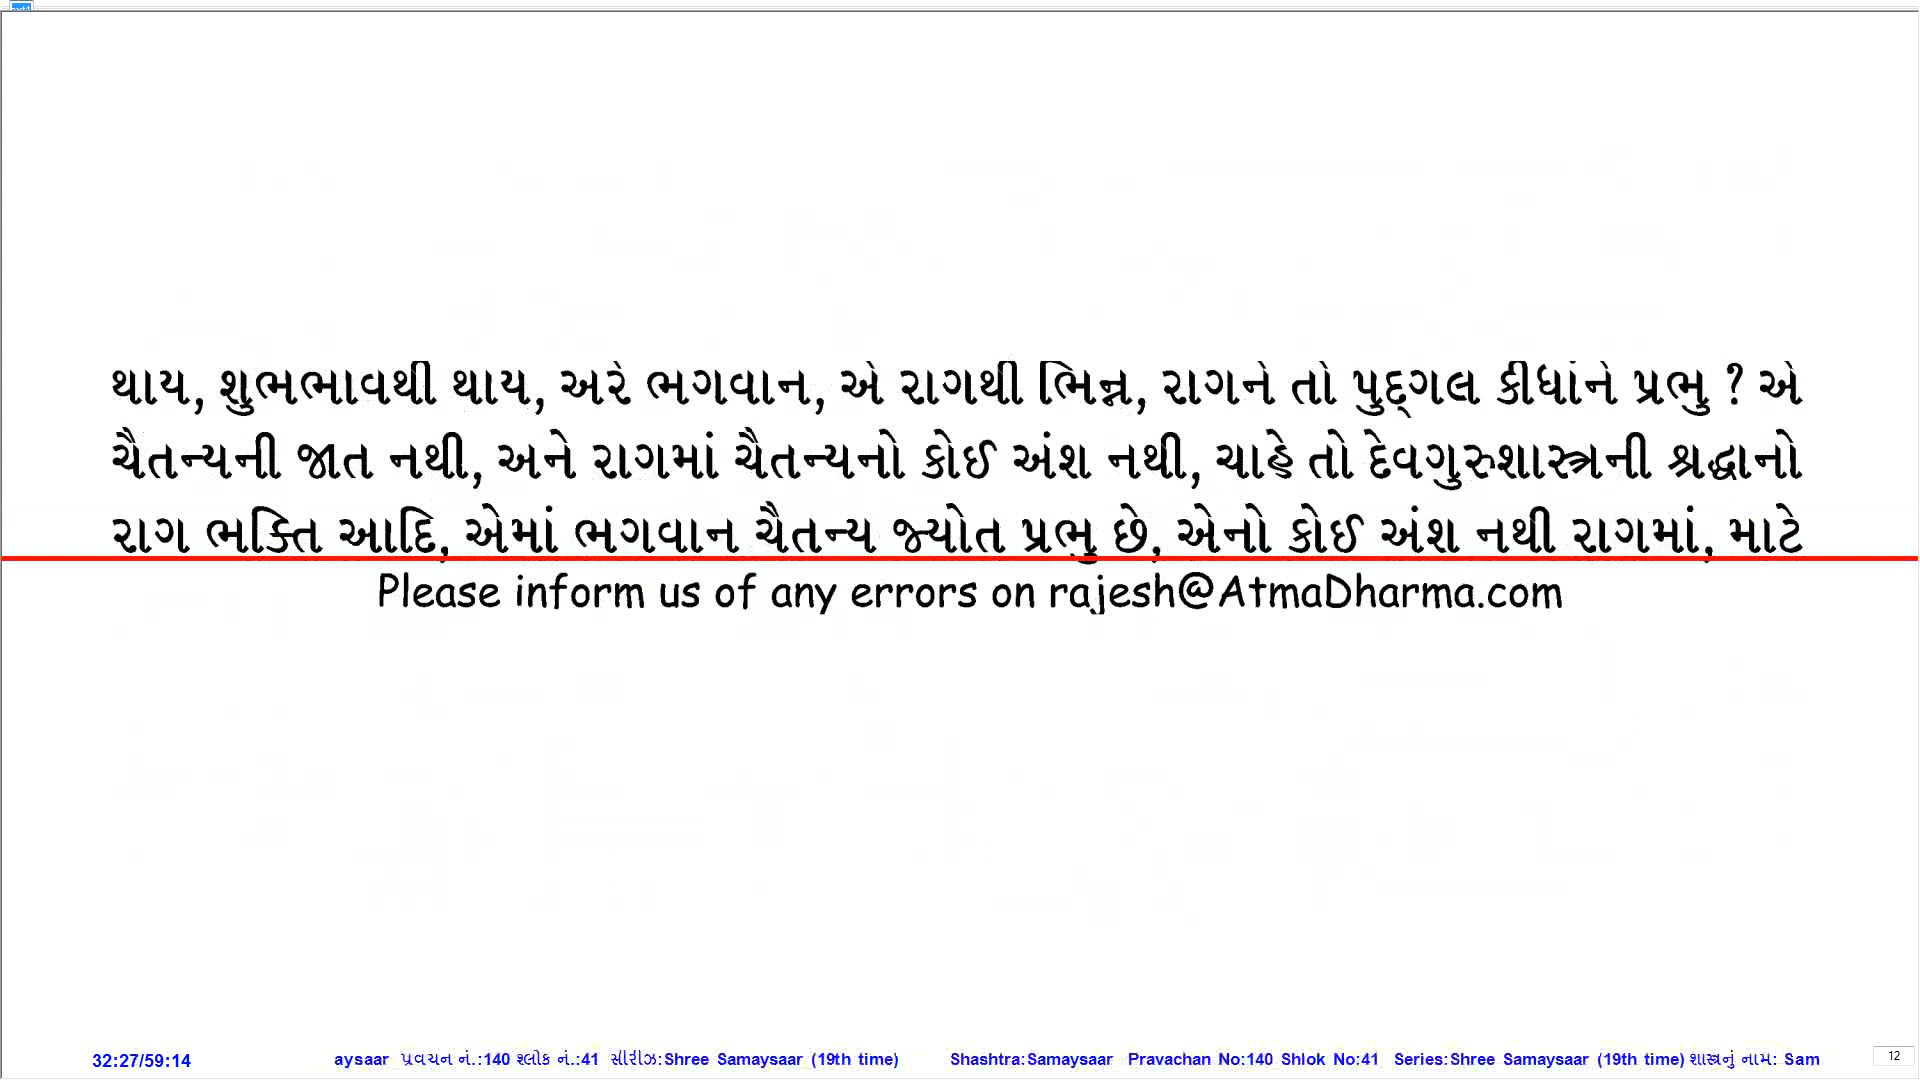 થાય, શુભભાવથી થાય, અરે ભગવાન, એ રાગથી ભિન્ન, રાગને તો પુદ્ગલ કીધાંને પ્રભુ ? એ
ચૈતન્યની જાત નથી, અને રાગમાં ચૈતન્યનો કોઈ અંશ નથી, ચાહે તો દેવગુરુશાસ્ત્રની શ્રદ્ધાનો
રાગ ભક્તિ આદિ, એમાં ભગવાન ચૈતન્ય જ્યોત પ્રભુ છે, એનો કોઈ અંશ નથી રાગમાં, માટે
Please inform us of any errors on rajesh@AtmaDharma.com
32:27/59:14 aysaar પ્રવચન નં.:140 શ્લોક નં.:41 સીરીઝ:Shree Samaysaar (19th time) Shashtra:Samaysaar Pravachan No:140 Shlok No:41 Series:Shree Samaysaar (19th time) શાસ્ત્રનું નામ: Sam 12